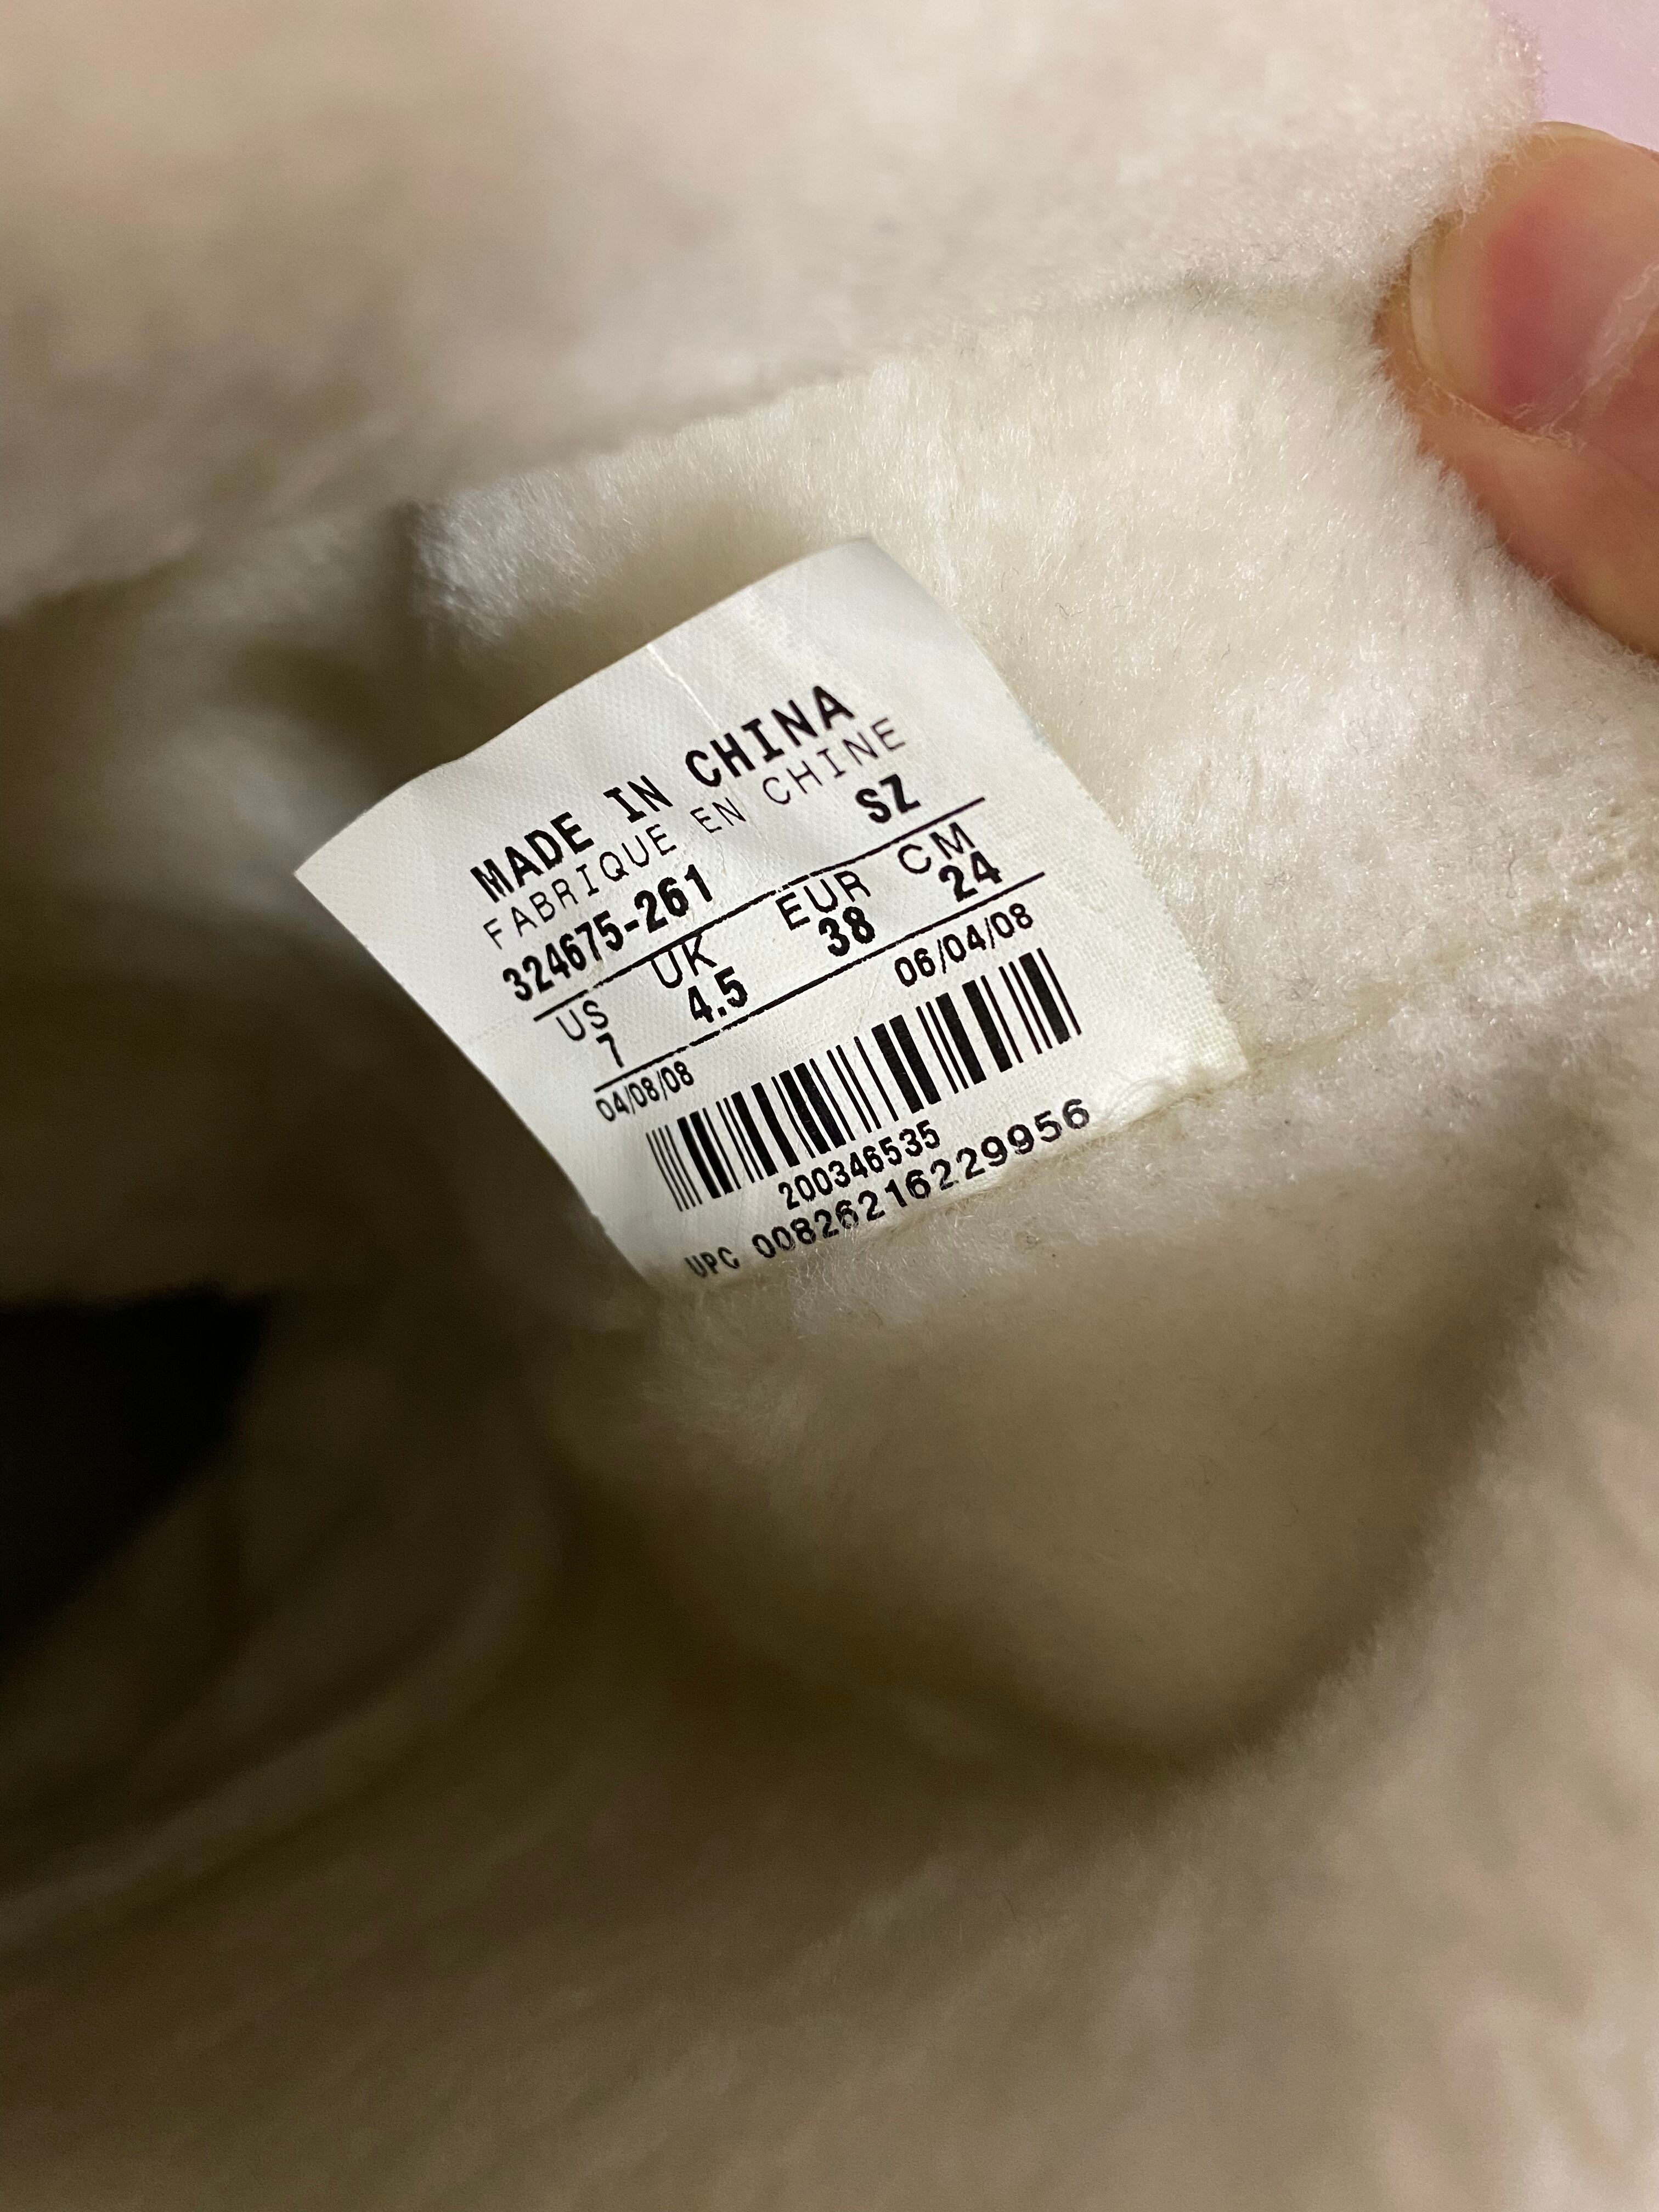 MADE IN CHINA
FABRIQUE EN CHINE
324675-261 SZ
US UK EUR CM
7 4.5 38 24
04/08/08 06/04/08
200346535
UPC 00826216229956